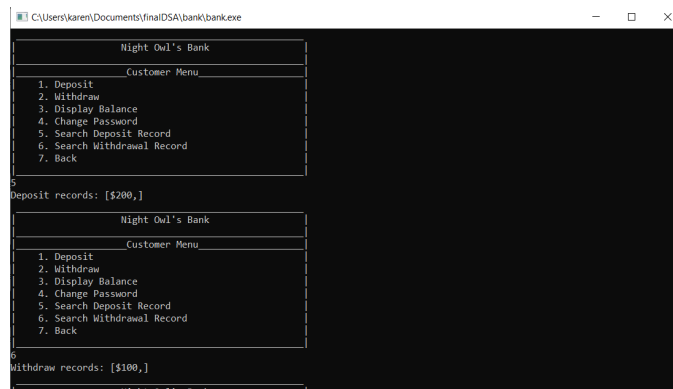 C:\Users\karen\Documents\finalDSA\bank\bank.exe
Night Owl's Bank
Customer Menu
1. Deposit
2. Withdraw
3. Display Balance
4. Change Password
5. Search Deposit Record
6. Search Withdrawal Record
7. Back
5
Deposit records: [$200,]
Night Owl's Bank
Customer Menu
1. Deposit
2. Withdraw
3. Display Balance
4. Change Password
5. Search Deposit Record
6. Search Withdrawal Record
7. Back
6
Withdraw records: [$100,]